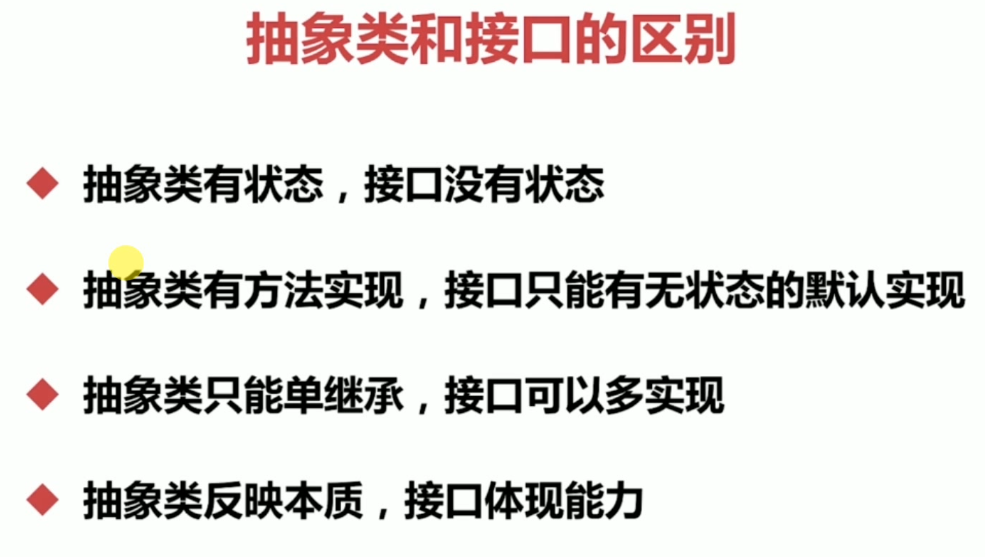 抽象类和接口的区别
抽象类有状态，接口没有状态
抽象类有方法实现，接口只能有无状态的默认实现
抽象类只能单继承，接口可以多实现
抽象类反映本质，接口体现能力